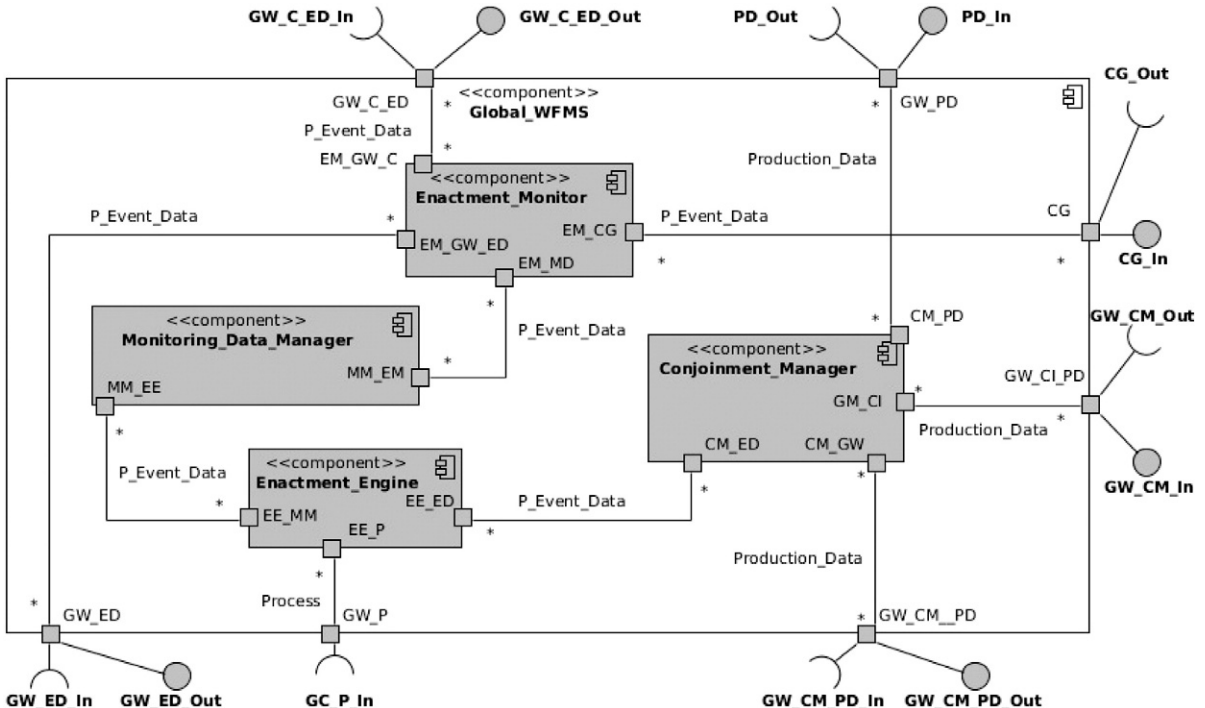 GW_C_ED_In
GW_C_ED_Out
PD_Out
PD_In
CG_Out
GW_C_ED
*
<<component>>
Global_WFMS
*
GW_PD
P_Event_Data
EM_GW_C
*
Production_Data
<<component>>
Enactment_Monitor
P_Event_Data
*
EM_GW_ED
EM_CG
P_Event_Data
*
CG
*
CG_In
EM_MD
*
P_Event_Data
<<component>>
Monitoring_Data_Manager
MM_EM
*
MM_EE
*
*
CM_PD
<<component>>
Conjoinment_Manager
GM_CI
*
Production_Data
GW_CM_Out
GW_CI_PD
*
GW_CM_In
CM_ED
CM_GW
*
*
P_Event_Data
*
<<component>>
Enactment_Engine
EE_ED
EE_MM
EE_P
*
P_Event_Data
*
Production_Data
Process
*
GW_ED
GW_P
*
GW_CM__PD
GW_ED_In
GW_ED_Out
GC_P_In
GW_CM_PD_In
GW_CM_PD_Out